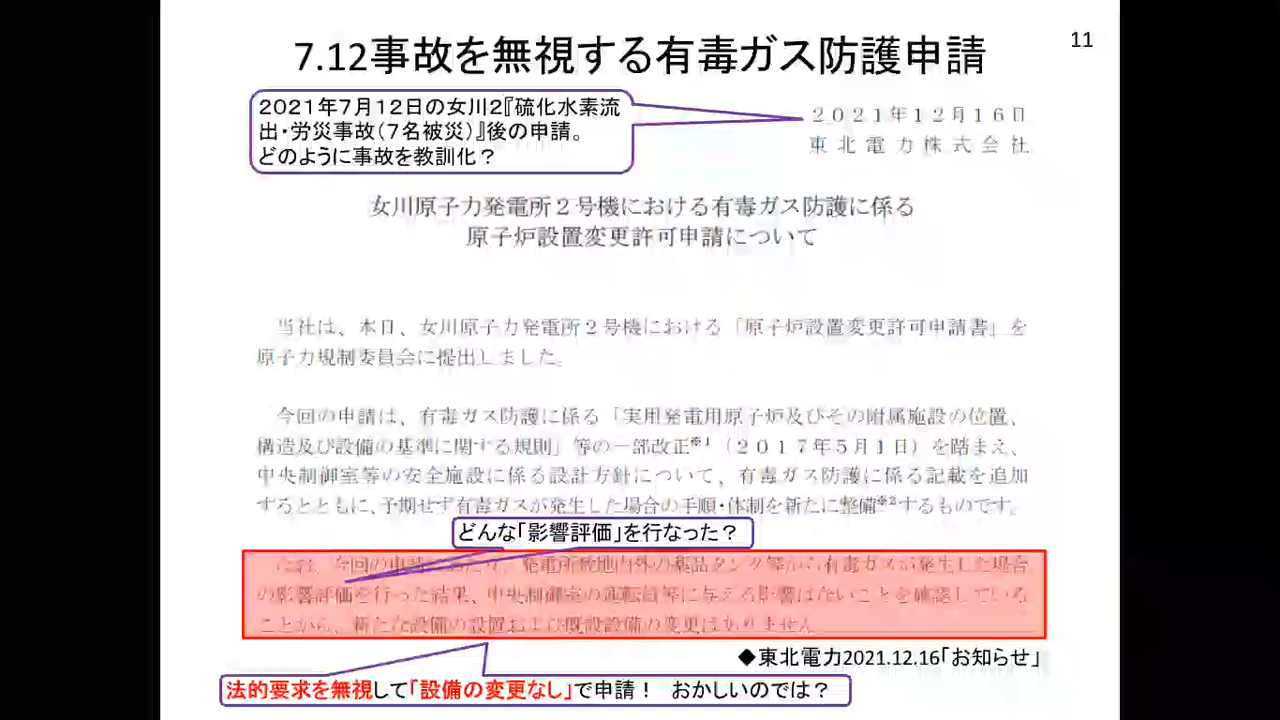 11
7.12事故を無視する有毒ガス防護申請
2021年7月12日の女川2『硫化水素流
出・労災事故(7名被災)』後の申請。
どのように事故を教訓化？
２０２１年１２月１６日
東北電力株式会社
女川原子力発電所２号機における有毒ガス防護に係る
原子炉設置変更許可申請について
当社は、本日、女川原子力発電所２号機における「原子炉設置変更許可申請書」を
原子力規制委員会に提出しました。
今回の申請は、有毒ガス防護に係る「実用発電用原子炉及びその附属施設の位置、
構造及び設備の基準に関する規則」等の一部改正※１（２０１７年５月１日）を踏まえ、
中央制御室等の安全施設に係る設計方針について、有毒ガス防護に係る記載を追加
するとともに、予期せず有毒ガスが発生した場合の手順・体制を新たに整備※２するものです。
どんな「影響評価」を行なった？
なお、今回の申請にあたり、発電所敷地内外の薬品タンク等から有毒ガスが発生した場合
の影響評価を行った結果、中央制御室の運転員等に与える影響はないことを確認している
ことから、新たな設備の設置および既設設備の変更はありません
◆東北電力2021.12.16「お知らせ」
法的要求を無視して「設備の変更なし」で申請！ おかしいのでは？